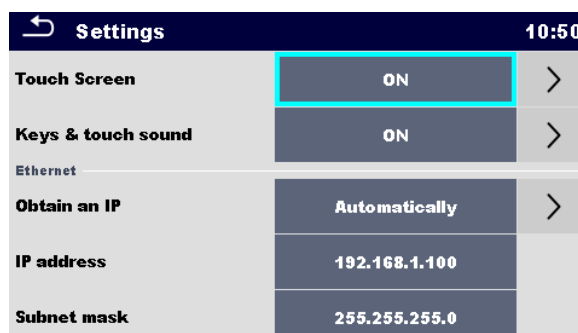 Settings 10:50
Touch Screen ON
Keys & touch sound ON
Ethernet
Obtain an IP Automatically
IP address 192.168.1.100
Subnet mask 255.255.255.0